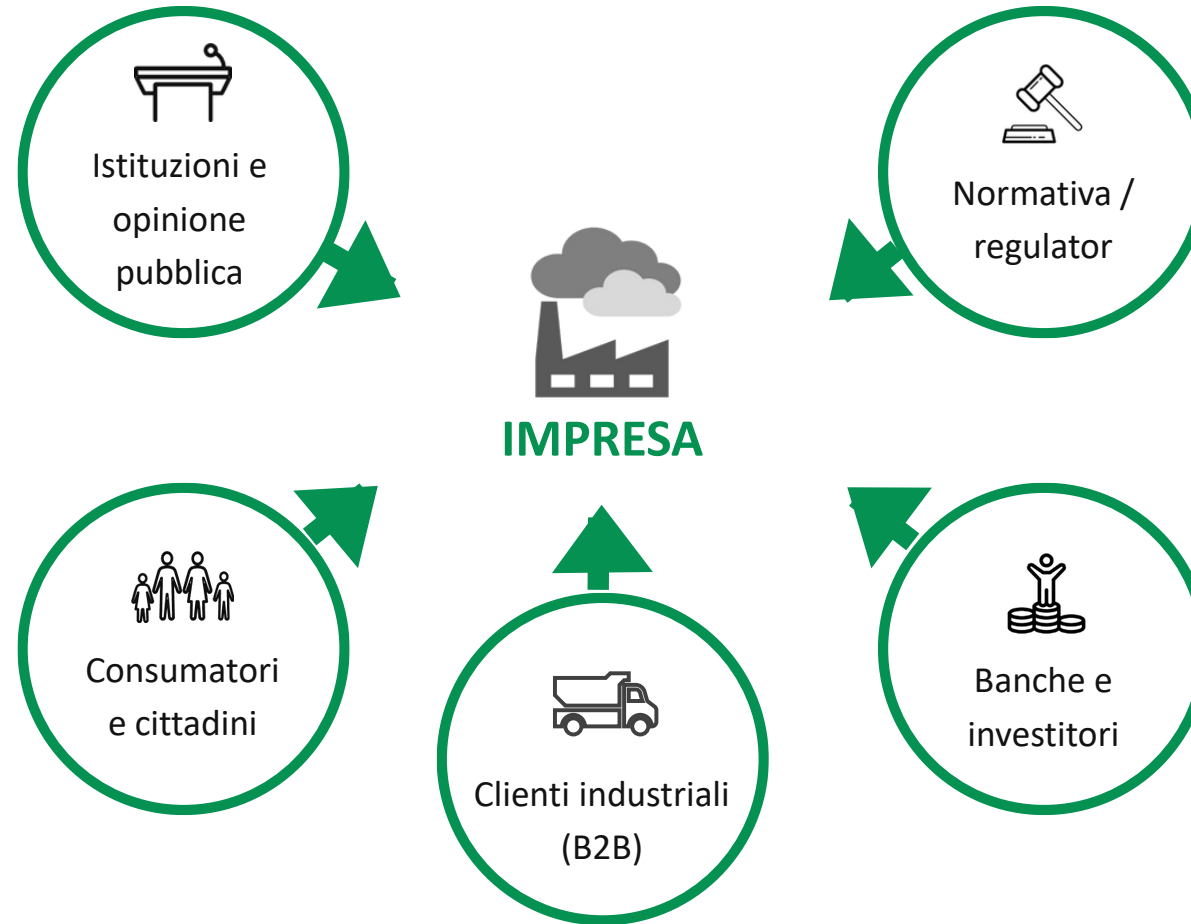 Istituzioni e
opinione
pubblica
Normativa /
regulator
IMPRESA
Consumatori
e cittadini
Clienti industriali
(B2B)
Banche e
investitori